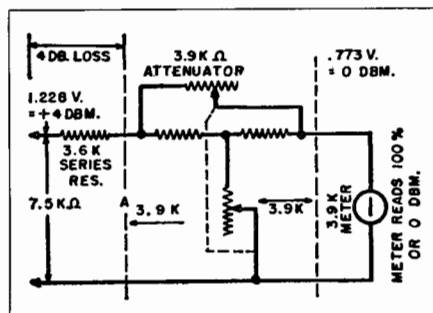 4 DB. LOSS
3.9K Ω
ATTENUATOR
.773 V.
= 0 DBM.
1.228 V.
= +4 DBM.
3.6 K
SERIES
RES.
7.5 KΩ
A
3.9 K
3.9K
3.9 K
METER
METER READS 100 %
OR 0 DBM.